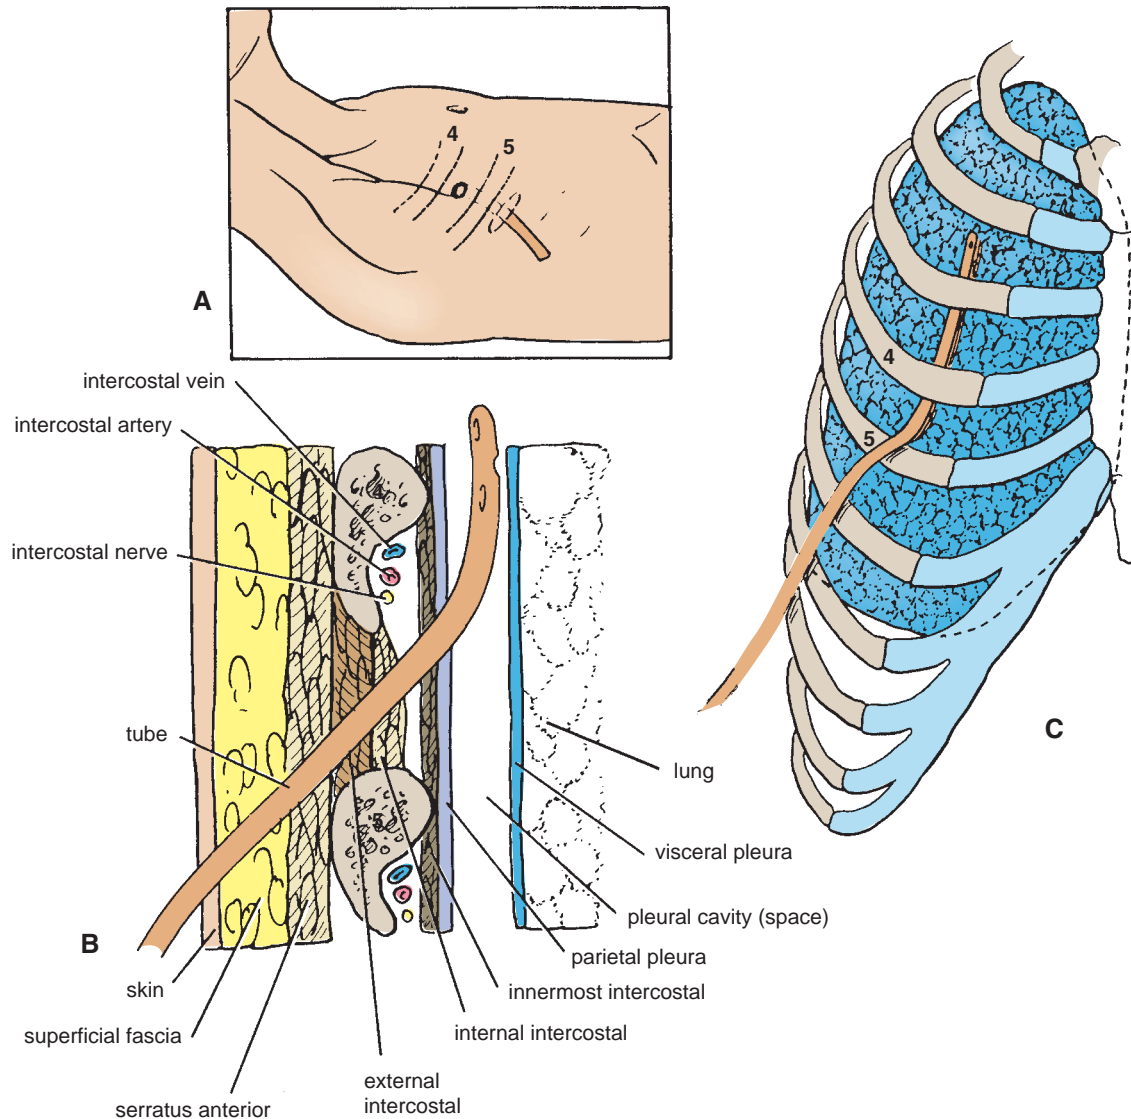 4
5
A
intercostal vein
intercostal artery
intercostal nerve
tube
B
skin
superficial fascia
serratus anterior
external
intercostal
internal intercostal
innermost intercostal
parietal pleura
pleural cavity (space)
visceral pleura
lung
4
5
C